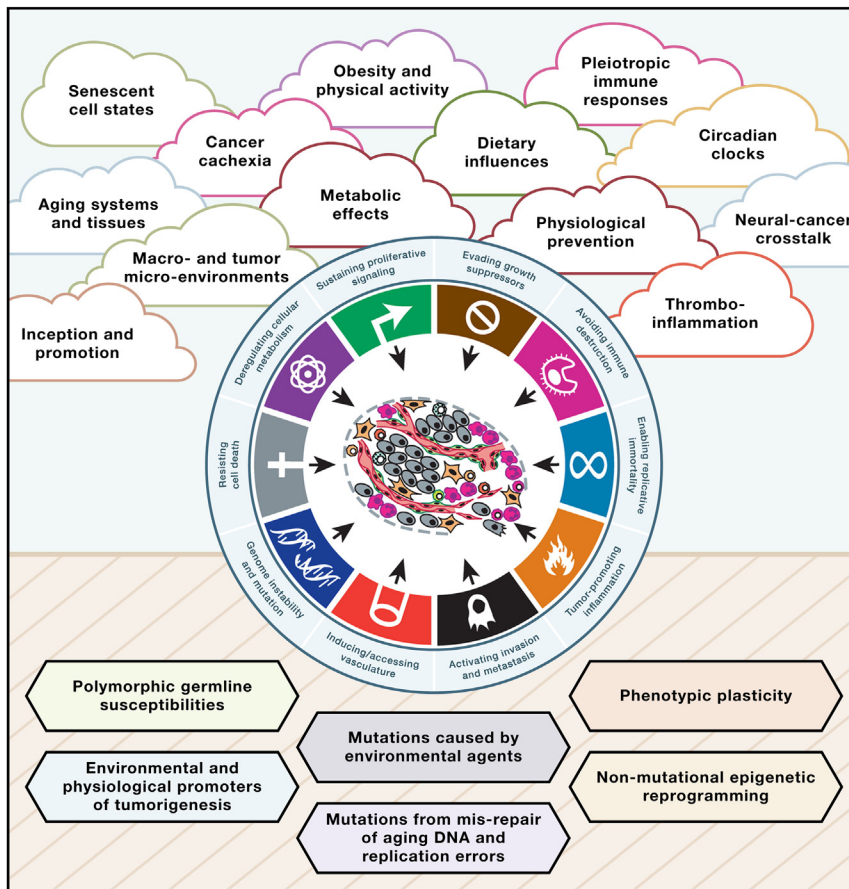 Senescent
cell states
Obesity and
physical activity
Pleiotropic
immune
responses
Cancer
cachexia
Dietary
influences
Circadian
clocks
Aging systems
and tissues
Metabolic
effects
Physiological
prevention
Neural-cancer
crosstalk
Macro- and tumor
micro-environments
Thrombo-
inflammation
Inception and
promotion
Sustaining proliferative
signaling
Evading growth
suppressors
Avoiding immune
destruction
Enabling replicative
immortality
Tumor-promoting
inflammation
Activating invasion
and metastasis
Inducing/accessing
vasculature
Genome instability
and mutation
Resisting
cell death
Deregulating cellular
metabolism
Polymorphic germline
susceptibilities
Phenotypic plasticity
Mutations caused by
environmental agents
Environmental and
physiological promoters
of tumorigenesis
Non-mutational epigenetic
reprogramming
Mutations from mis-repair
of aging DNA and
replication errors